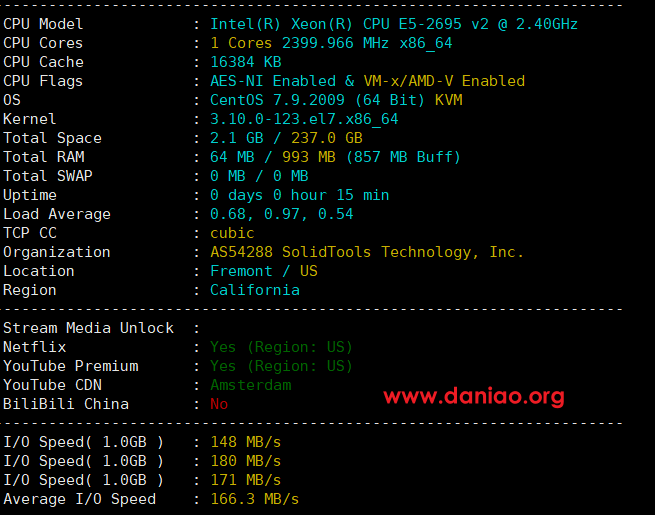 ----------------------------------------------------------------------
CPU Model            : Intel(R) Xeon(R) CPU E5-2695 v2 @ 2.40GHz
CPU Cores            : 1 Cores 2399.966 MHz x86_64
CPU Cache            : 16384 KB
CPU Flags            : AES-NI Enabled & VM-x/AMD-V Enabled
OS                   : CentOS 7.9.2009 (64 Bit) KVM
Kernel               : 3.10.0-123.el7.x86_64
Total Space          : 2.1 GB / 237.0 GB
Total RAM            : 64 MB / 993 MB (857 MB Buff)
Total SWAP           : 0 MB / 0 MB
Uptime               : 0 days 0 hour 15 min
Load Average         : 0.68, 0.97, 0.54
TCP CC               : cubic
Organization         : AS54288 SolidTools Technology, Inc.
Location             : Fremont / US
Region               : California
----------------------------------------------------------------------
Stream Media Unlock  :
Netflix              : Yes (Region: US)
YouTube Premium      : Yes (Region: US)
YouTube CDN          : Amsterdam
BiliBili China       : No
www.daniao.org
----------------------------------------------------------------------
I/O Speed( 1.0GB )   : 148 MB/s
I/O Speed( 1.0GB )   : 180 MB/s
I/O Speed( 1.0GB )   : 171 MB/s
Average I/O Speed    : 166.3 MB/s